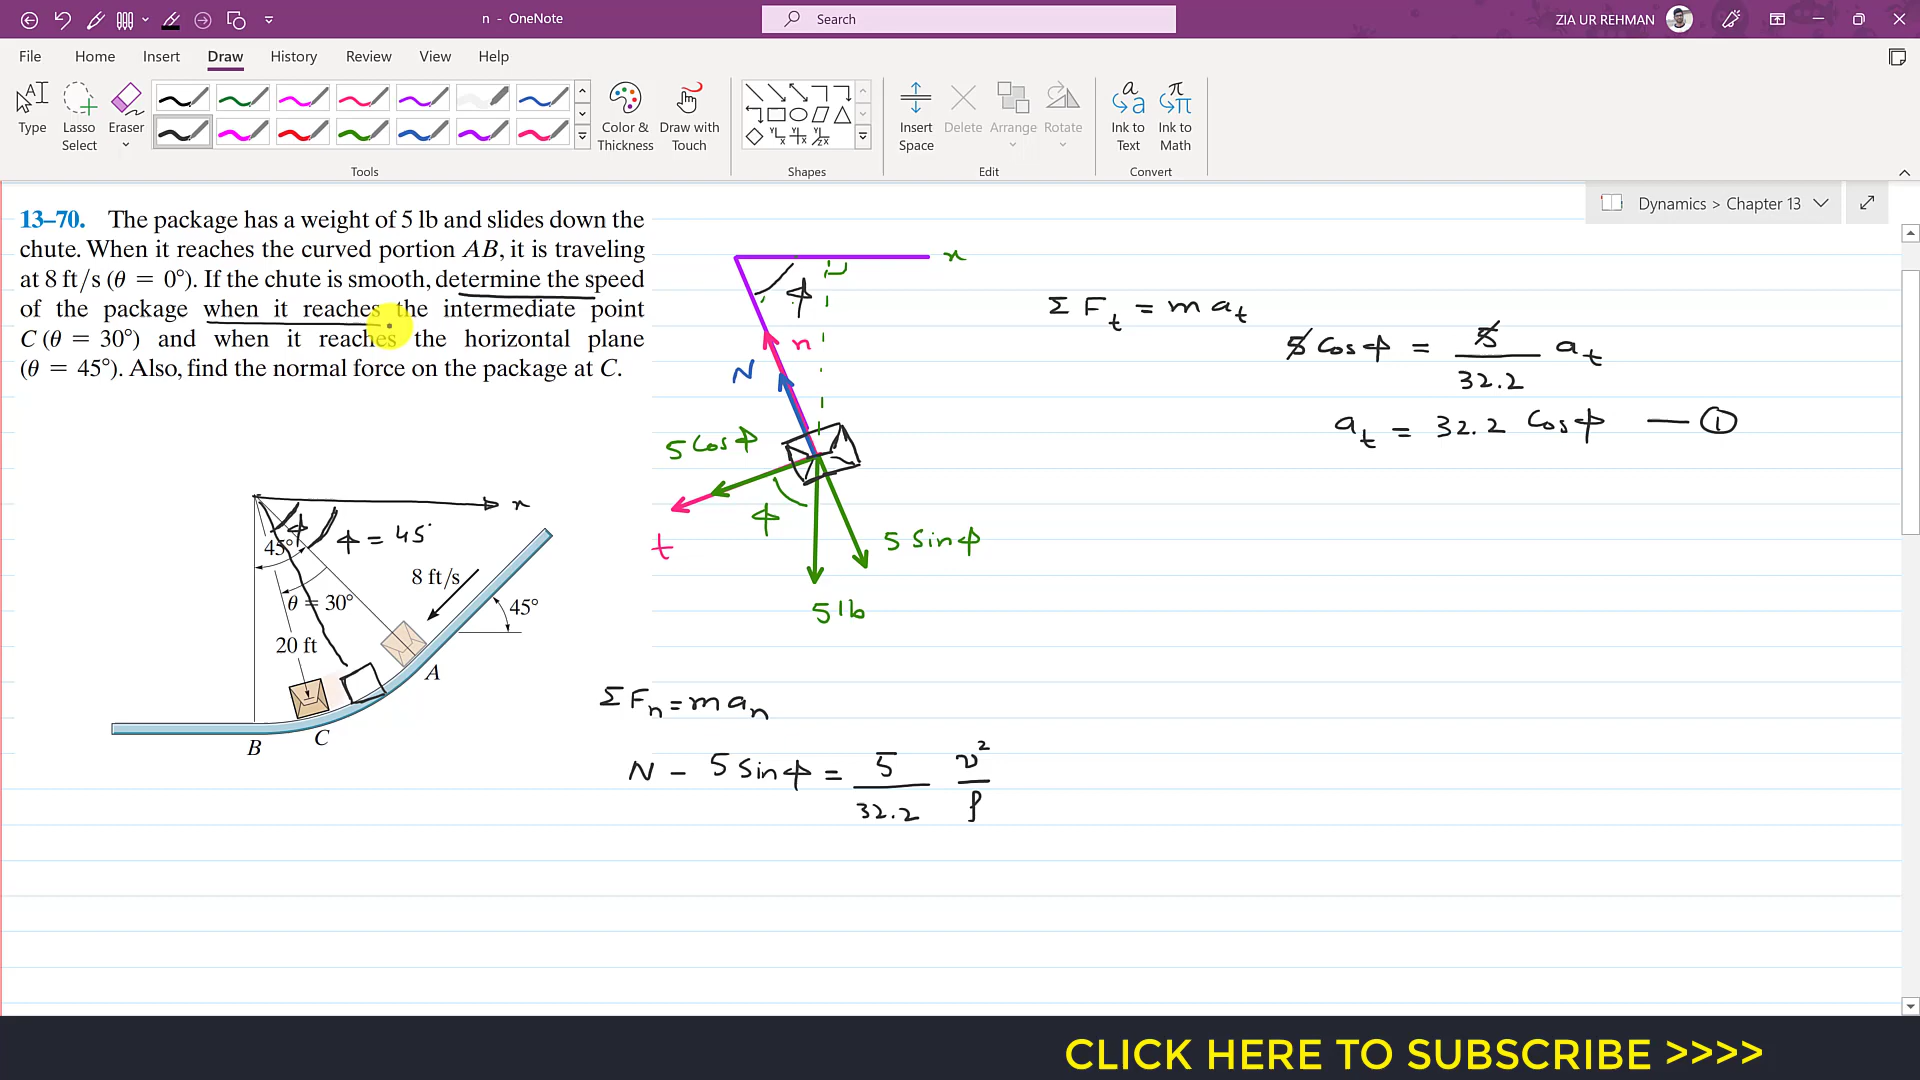 n - OneNote
Search
ZIA UR REHMAN
File Home Insert Draw History Review View Help
Type
Lasso Select
Eraser
Color & Thickness
Draw with Touch
Insert Space
Delete
Arrange
Rotate
Ink to Text
Ink to Math
Tools
Shapes
Edit
Convert
Dynamics > Chapter 13
13–70. The package has a weight of 5 lb and slides down the
chute. When it reaches the curved portion AB, it is traveling
at 8 ft/s (θ = 0°). If the chute is smooth, determine the speed
of the package when it reaches the intermediate point
C (θ = 30°) and when it reaches the horizontal plane
(θ = 45°). Also, find the normal force on the package at C.
x
ϕ
n
N
5 cos ϕ
ϕ
t
5 Sin ϕ
5 lb
Σ F_t = m a_t
5 Cos ϕ = 5/32.2 a_t
a_t = 32.2 Cos ϕ — ①
x
ϕ
ϕ = 45°
45°
8 ft/s
θ = 30°
45°
20 ft
A
C
B
Σ F_n = m a_n
N - 5 Sin ϕ = 5/32.2 v²/ρ
CLICK HERE TO SUBSCRIBE >>>>